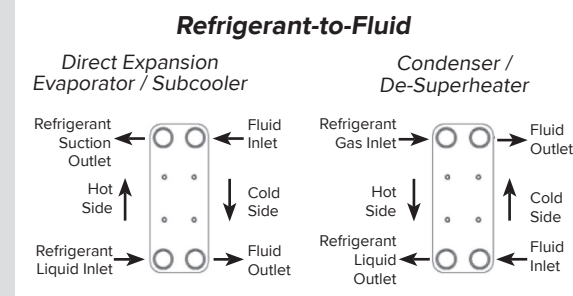 Refrigerant-to-Fluid
Direct Expansion
Evaporator / Subcooler
Refrigerant
Suction
Outlet
Fluid
Inlet
Hot
Side
Cold
Side
Refrigerant
Liquid Inlet
Fluid
Outlet
Condenser /
De-Superheater
Refrigerant
Gas Inlet
Fluid
Outlet
Hot
Side
Cold
Side
Refrigerant
Liquid
Outlet
Fluid
Inlet